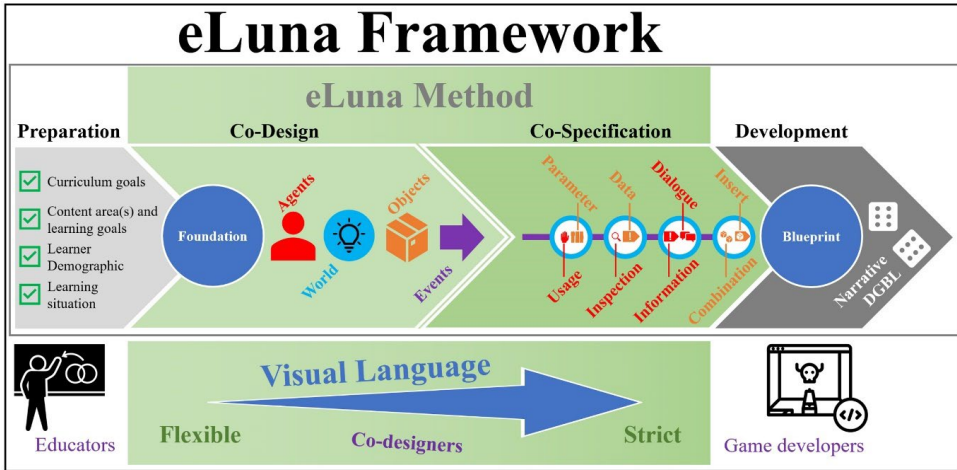 eLuna Framework
eLuna Method
Preparation
Co-Design
Co-Specification
Development
Curriculum goals
Content area(s) and
learning goals
Learner
Demographic
Learning
situation
Foundation
Agents
World
Objects
Events
Parameter
Data
Dialogue
Insert
Usage
Inspection
Information
Combination
Blueprint
Narrative
DGBL
Educators
Visual Language
Flexible
Co-designers
Strict
Game developers